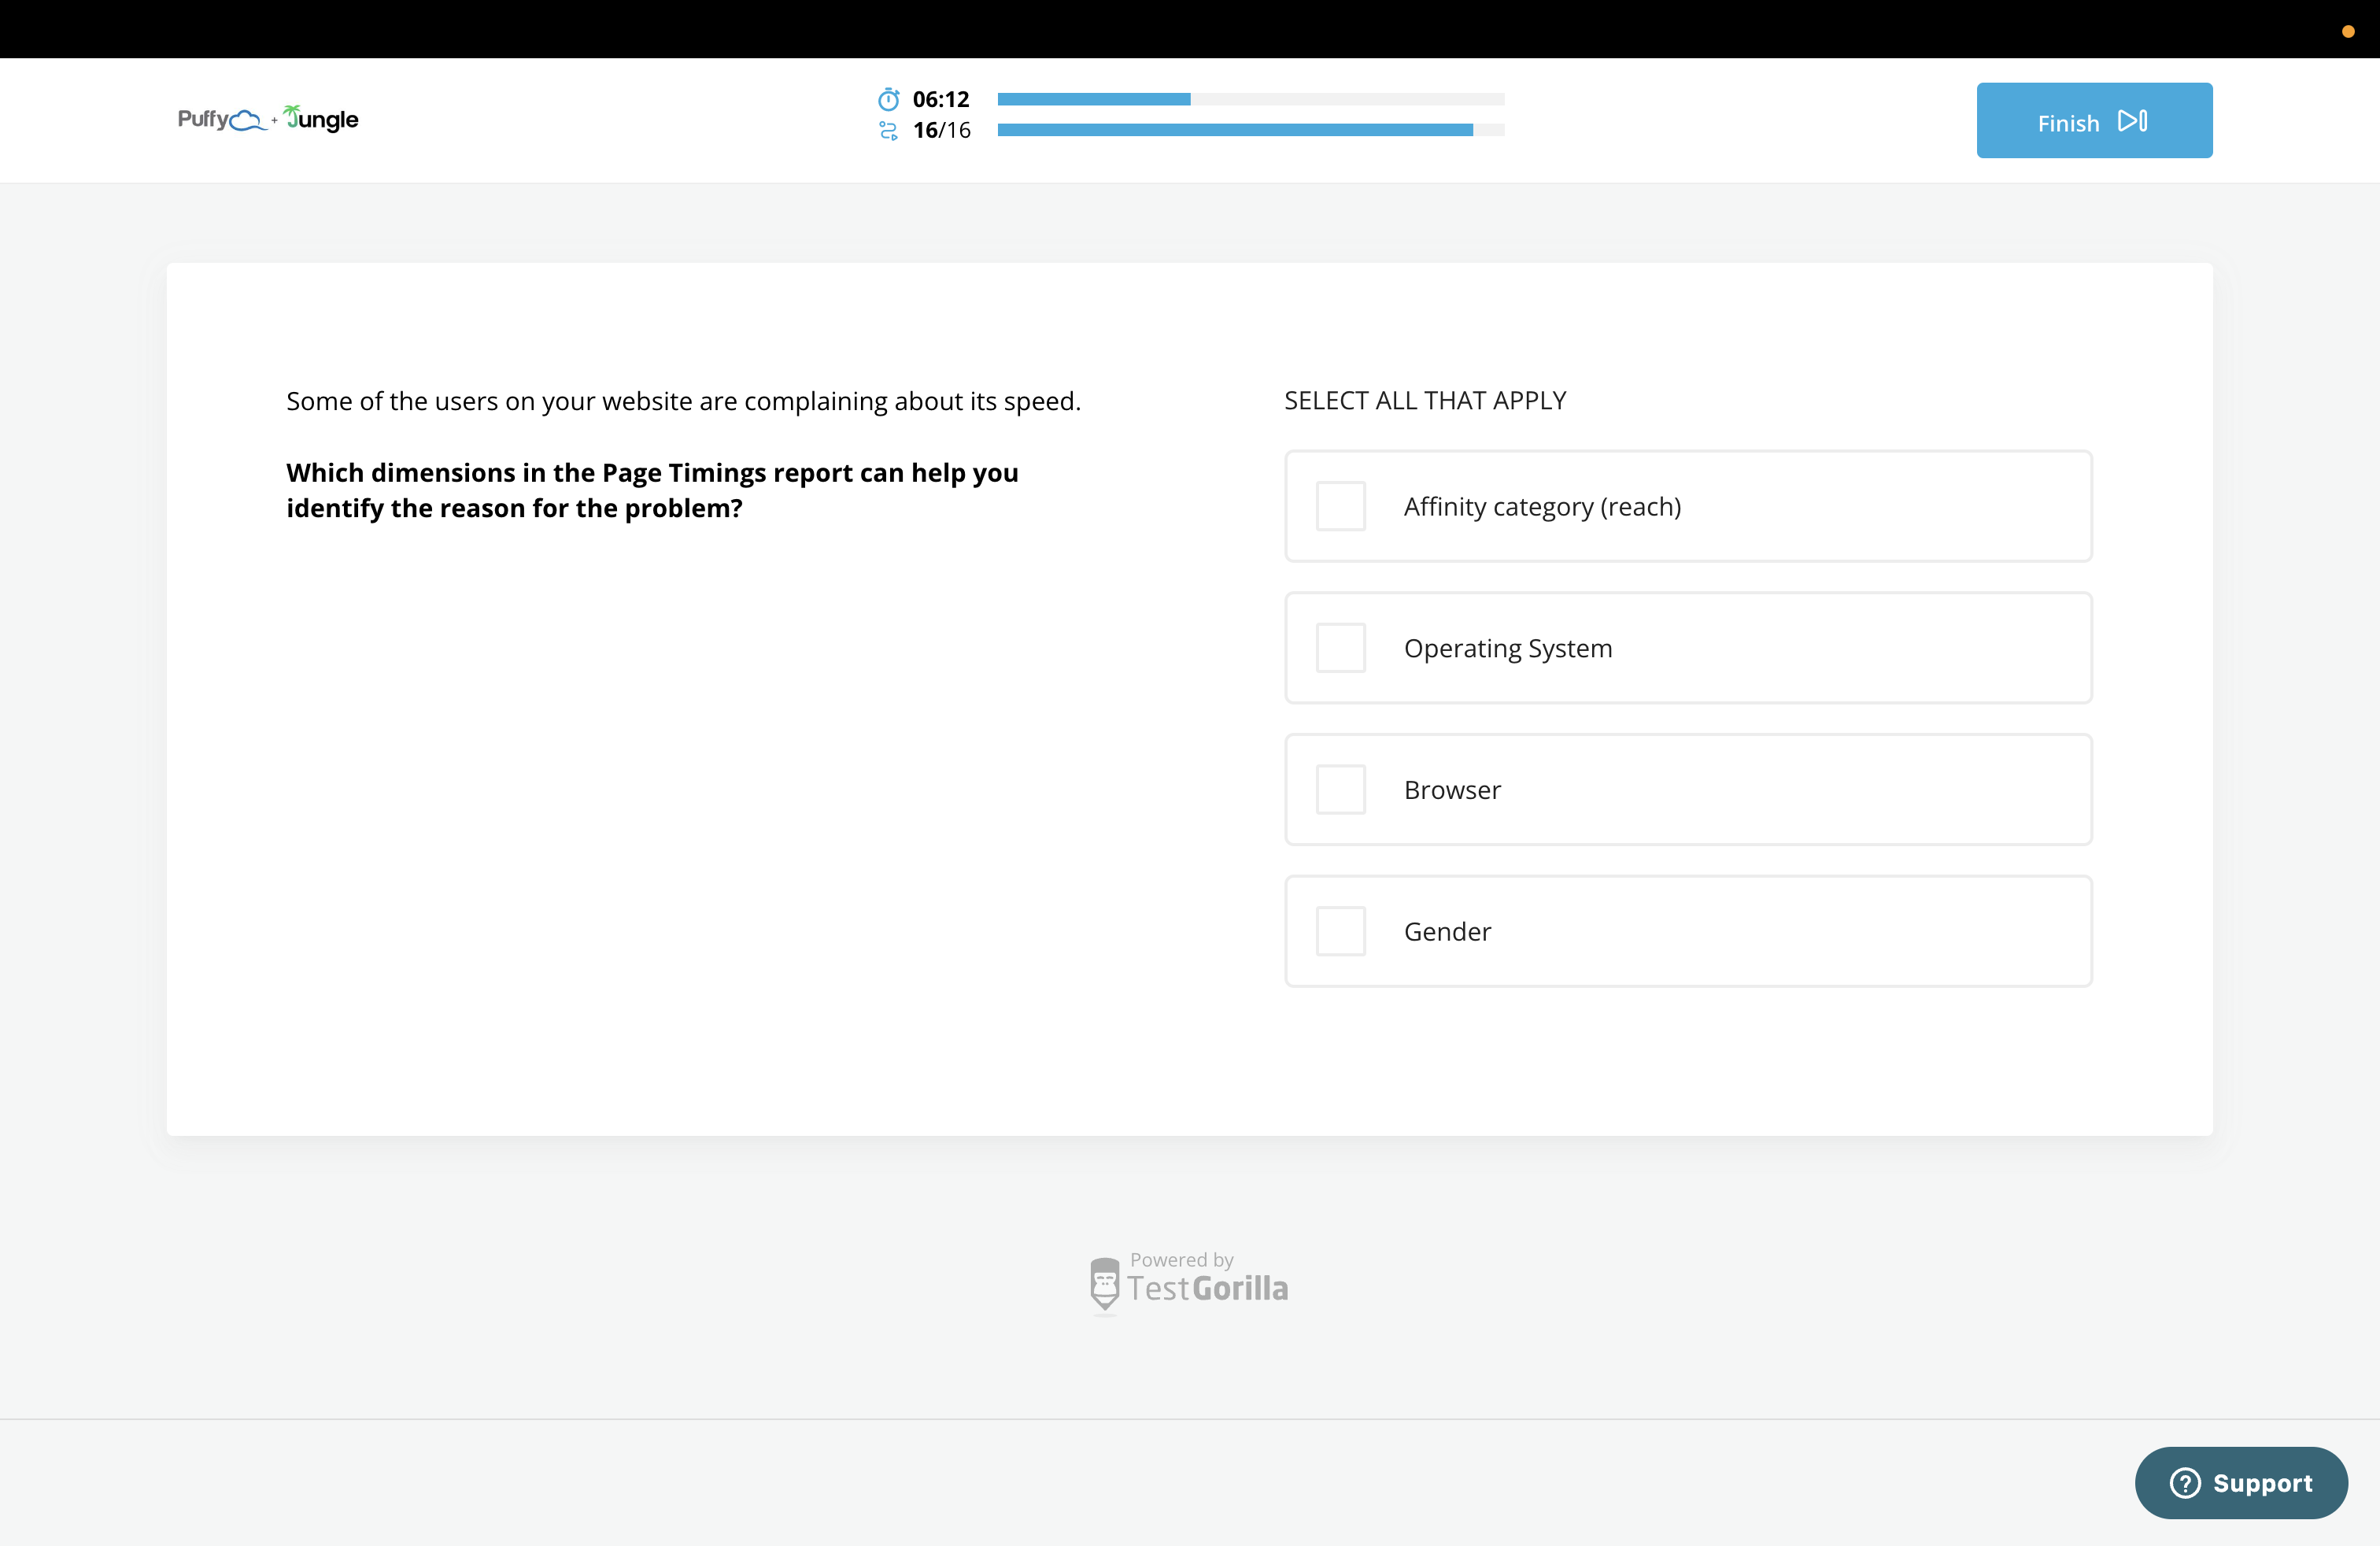 Puffy + Jungle
06:12
16/16
Finish
Some of the users on your website are complaining about its speed.
Which dimensions in the Page Timings report can help you
identify the reason for the problem?
SELECT ALL THAT APPLY
Affinity category (reach)
Operating System
Browser
Gender
Powered by
TestGorilla
? Support